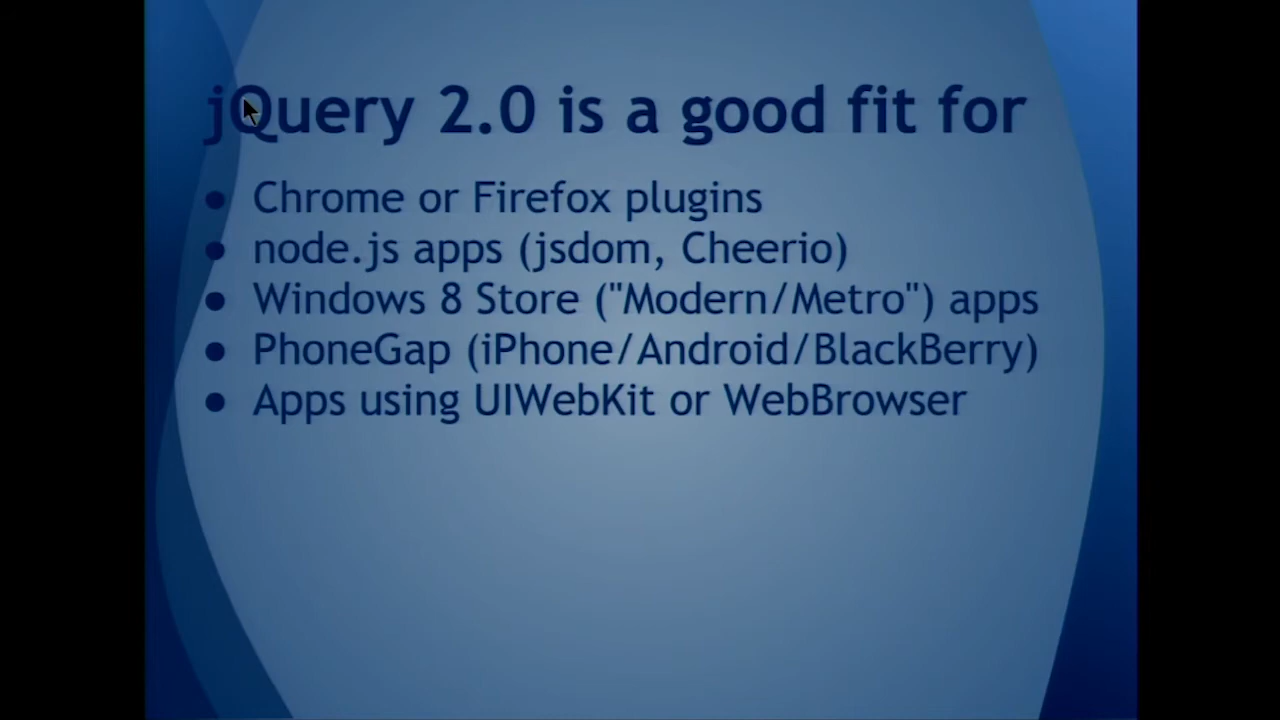 jQuery 2.0 is a good fit for
● Chrome or Firefox plugins
● node.js apps (jsdom, Cheerio)
● Windows 8 Store ("Modern/Metro") apps
● PhoneGap (iPhone/Android/BlackBerry)
● Apps using UIWebKit or WebBrowser